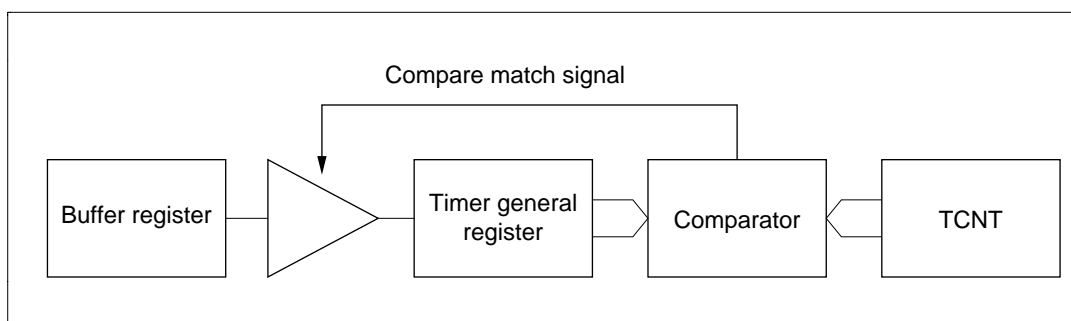 Compare match signal
Buffer register
Timer general
register
Comparator
TCNT